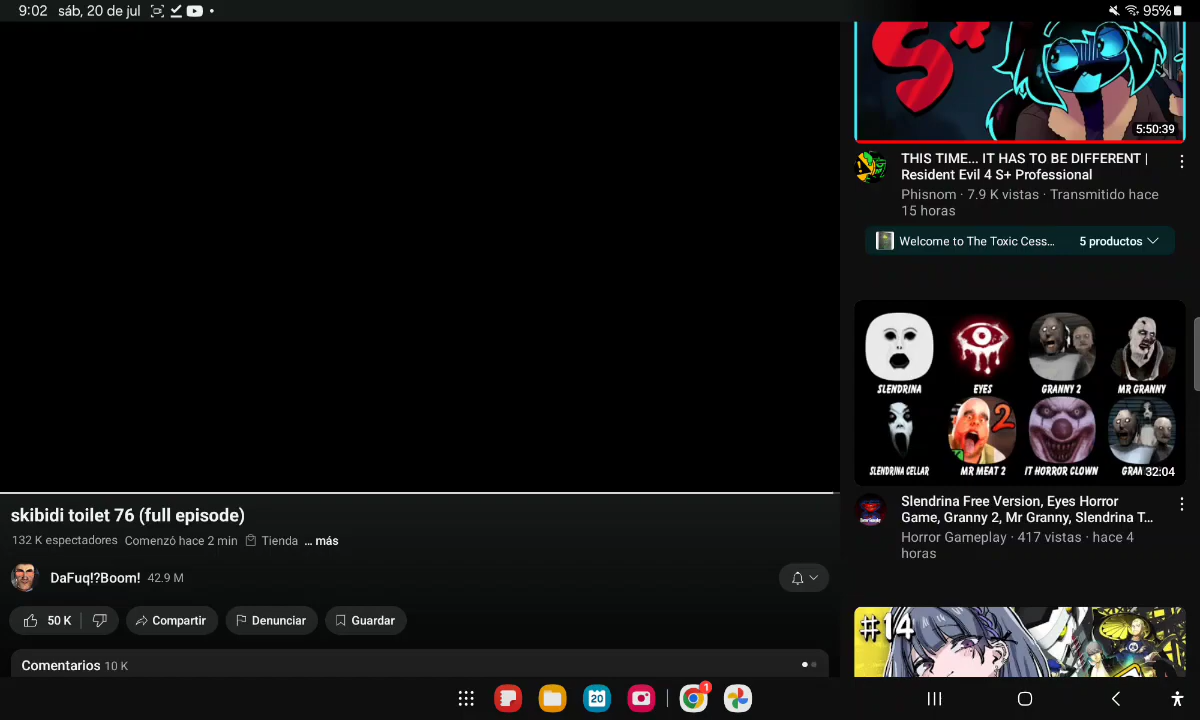 9:02 sáb, 20 de jul
95%
S+
5:50:39
THIS TIME... IT HAS TO BE DIFFERENT |
Resident Evil 4 S+ Professional
Phisnom · 7.9 K vistas · Transmitido hace
15 horas
Welcome to The Toxic Cess... 5 productos
SLENDRINA EYES GRANNY 2 MR GRANNY
2
SLENDRINA CELLAR MR MEAT 2 IT HORROR CLOWN GRAN
32:04
Slendrina Free Version, Eyes Horror
Game, Granny 2, Mr Granny, Slendrina T...
Horror Gameplay · 417 vistas · hace 4
horas
#14
skibidi toilet 76 (full episode)
132 K espectadores Comenzó hace 2 min Tienda ... más
DaFuq!?Boom! 42.9 M
50 K Compartir Denunciar Guardar
Comentarios 10 K
20
1